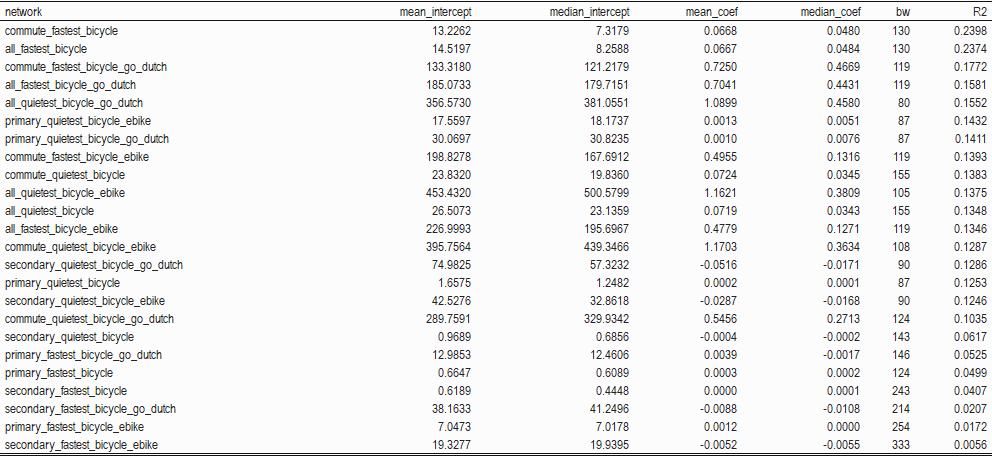 network mean_intercept median_intercept mean_coef median_coef bw R2
commute_fastest_bicycle 13.2262 7.3179 0.0668 0.0480 130 0.2398
all_fastest_bicycle 14.5197 8.2588 0.0667 0.0484 130 0.2374
commute_fastest_bicycle_go_dutch 133.3180 121.2179 0.7250 0.4669 119 0.1772
all_fastest_bicycle_go_dutch 185.0733 179.7151 0.7041 0.4431 119 0.1581
all_quietest_bicycle_go_dutch 356.5730 381.0551 1.0899 0.4580 80 0.1552
primary_quietest_bicycle_ebike 17.5597 18.1737 0.0013 0.0051 87 0.1432
primary_quietest_bicycle_go_dutch 30.0697 30.8235 0.0010 0.0076 87 0.1411
commute_fastest_bicycle_ebike 198.8278 167.6912 0.4955 0.1316 119 0.1393
commute_quietest_bicycle 23.8320 19.8360 0.0724 0.0345 155 0.1383
all_quietest_bicycle_ebike 453.4320 500.5799 1.1621 0.3809 105 0.1375
all_quietest_bicycle 26.5073 23.1359 0.0719 0.0343 155 0.1348
all_fastest_bicycle_ebike 226.9993 195.6967 0.4779 0.1271 119 0.1346
commute_quietest_bicycle_ebike 395.7564 439.3466 1.1703 0.3634 108 0.1287
secondary_quietest_bicycle_go_dutch 74.9825 57.3232 -0.0516 -0.0171 90 0.1286
primary_quietest_bicycle 1.6575 1.2482 0.0002 0.0001 87 0.1253
secondary_quietest_bicycle_ebike 42.5276 32.8618 -0.0287 -0.0168 90 0.1246
commute_quietest_bicycle_go_dutch 289.7591 329.9342 0.5456 0.2713 124 0.1035
secondary_quietest_bicycle 0.9689 0.6856 -0.0004 -0.0002 143 0.0617
primary_fastest_bicycle_go_dutch 12.9853 12.4606 0.0039 -0.0017 146 0.0525
primary_fastest_bicycle 0.6647 0.6089 0.0003 0.0002 124 0.0499
secondary_fastest_bicycle 0.6189 0.4448 0.0000 0.0001 243 0.0407
secondary_fastest_bicycle_go_dutch 38.1633 41.2496 -0.0088 -0.0108 214 0.0207
primary_fastest_bicycle_ebike 7.0473 7.0178 0.0012 0.0000 254 0.0172
secondary_fastest_bicycle_ebike 19.3277 19.9395 -0.0052 -0.0055 333 0.0056